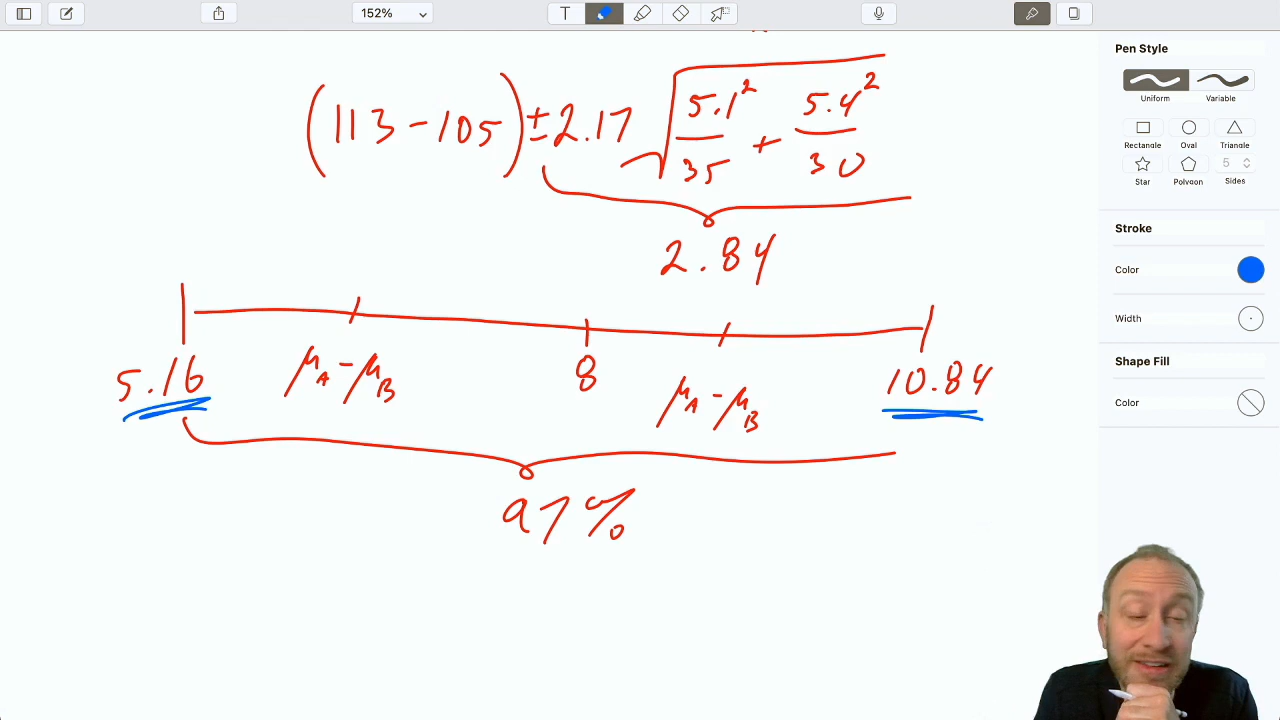 152%
T
Pen Style
Uniform
Variable
Rectangle
Oval
Triangle
5
Star
Polygon
Sides
Stroke
Color
Width
Shape Fill
Color
(113 - 105) ± 2.17 √ 5.1² / 35 + 5.4² / 30
2.84
5.16 μA - μB 8 μA - μB 10.84
97%